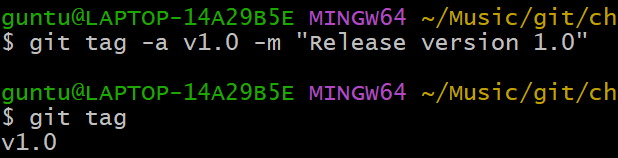 guntu@LAPTOP-14A29B5E MINGW64 ~/Music/git/ch
$ git tag -a v1.0 -m "Release version 1.0"
guntu@LAPTOP-14A29B5E MINGW64 ~/Music/git/ch
$ git tag
v1.0